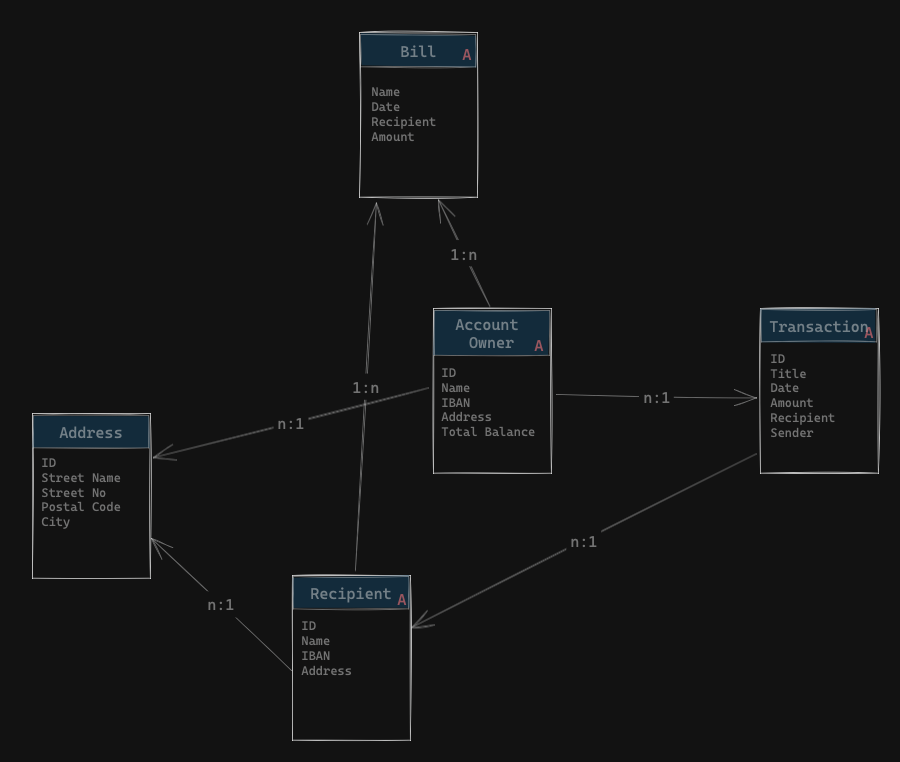 Bill
A
Name
Date
Recipient
Amount
1:n
Account
Owner
A
ID
Name
IBAN
Address
Total Balance
Transaction
A
ID
Title
Date
Amount
Recipient
Sender
1:n
n:1
n:1
Address
ID
Street Name
Street No
Postal Code
City
n:1
n:1
Recipient
A
ID
Name
IBAN
Address